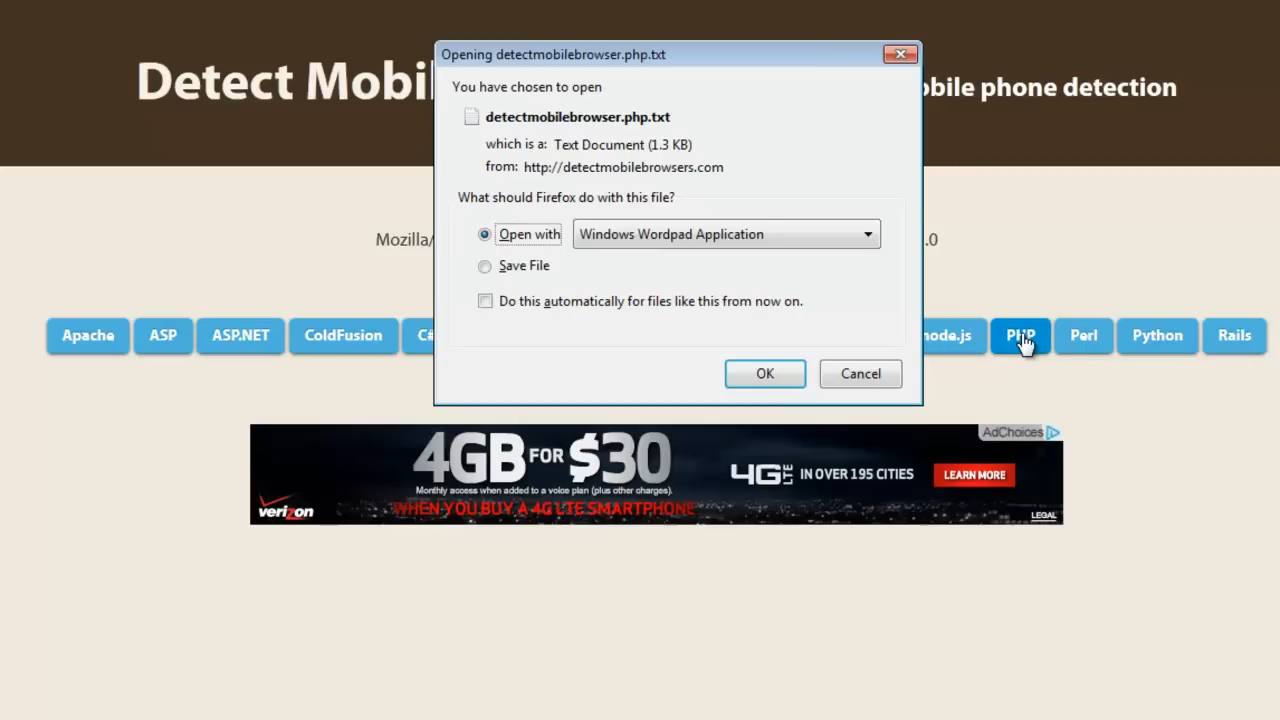 Opening detectmobilebrowser.php.txt
You have chosen to open
detectmobilebrowser.php.txt
which is a: Text Document (1.3 KB)
from: http://detectmobilebrowsers.com
What should Firefox do with this file?
Open with Windows Wordpad Application
Save File
Do this automatically for files like this from now on.
OK Cancel
Detect Mobil
obile phone detection
Mozilla/ .0
Apache ASP ASP.NET ColdFusion C# node.js PHP Perl Python Rails
AdChoices
4GB FOR $30
Monthly access when added to a voice plan (plus other charges).
WHEN YOU BUY A 4G LTE SMARTPHONE
verizon
4G LTE IN OVER 195 CITIES
LEARN MORE
LEGAL